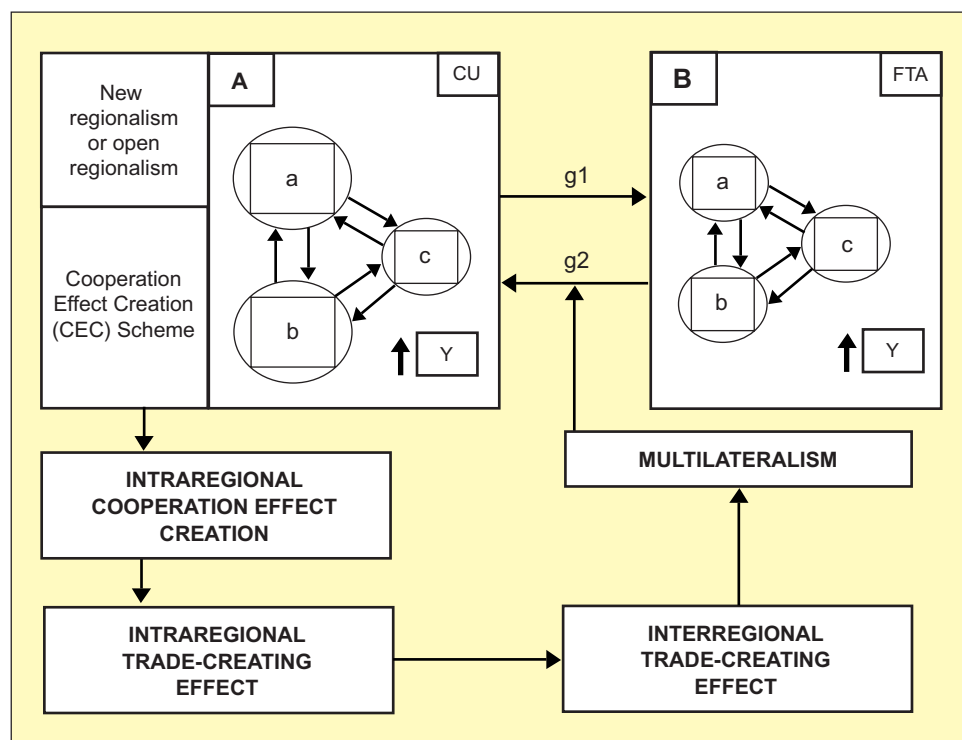 New
regionalism
or open
regionalism
Cooperation
Effect Creation
(CEC) Scheme
A
CU
a
c
b
Y
g1
g2
B
FTA
a
c
b
Y
INTRAREGIONAL
COOPERATION EFFECT
CREATION
MULTILATERALISM
INTRAREGIONAL
TRADE-CREATING
EFFECT
INTERREGIONAL
TRADE-CREATING
EFFECT